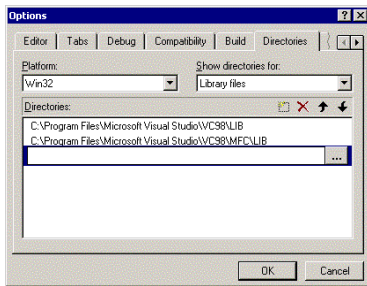 Options
Editor Tabs Debug Compatibility Build Directories
Platform: Show directories for:
Win32 Library files
Directories:
C:\Program Files\Microsoft Visual Studio\VC98\LIB
C:\Program Files\Microsoft Visual Studio\VC98\MFC\LIB
...
OK Cancel